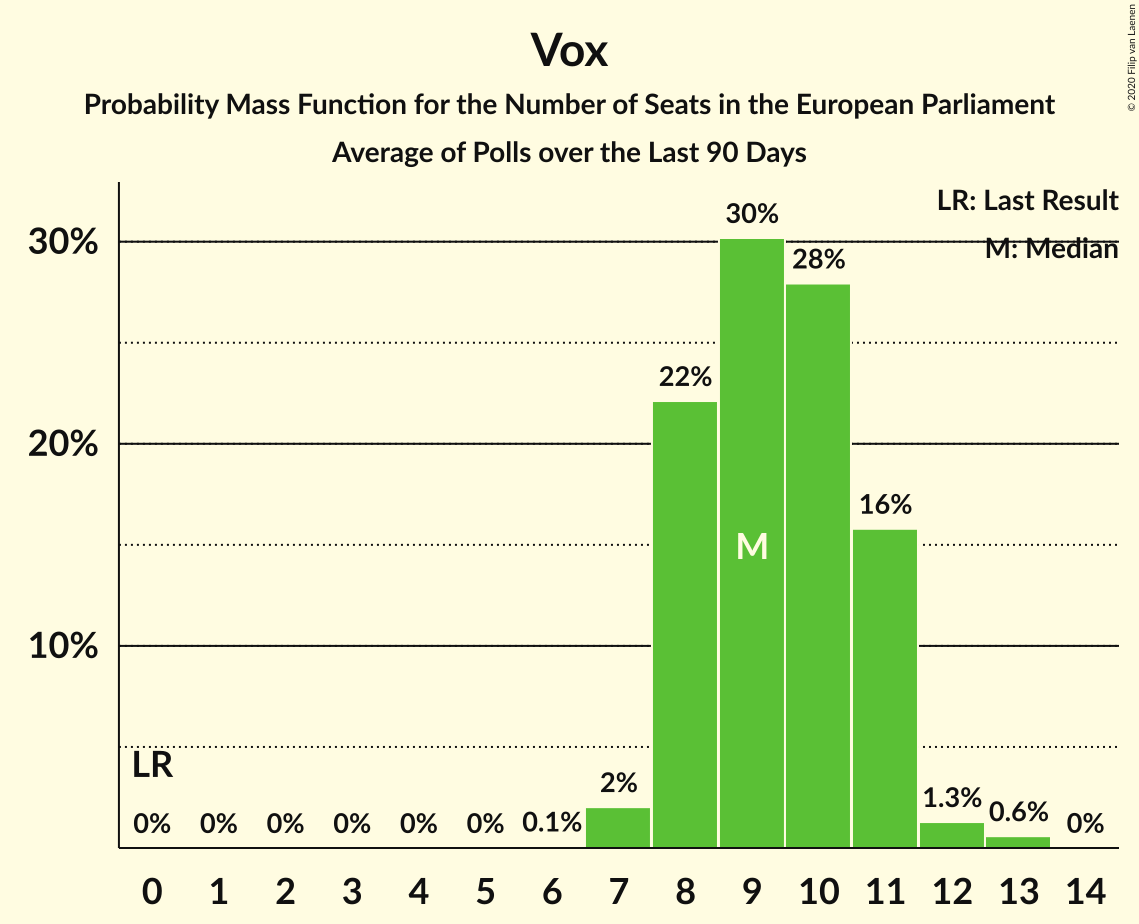 Vox
Probability Mass Function for the Number of Seats in the European Parliament
Average of Polls over the Last 90 Days
© 2020 Filip van Laenen
LR: Last Result
M: Median
30%
20%
10%
LR
M
0% 0% 0% 0% 0% 0% 0.1% 2% 22% 30% 28% 16% 1.3% 0.6% 0%
0 1 2 3 4 5 6 7 8 9 10 11 12 13 14